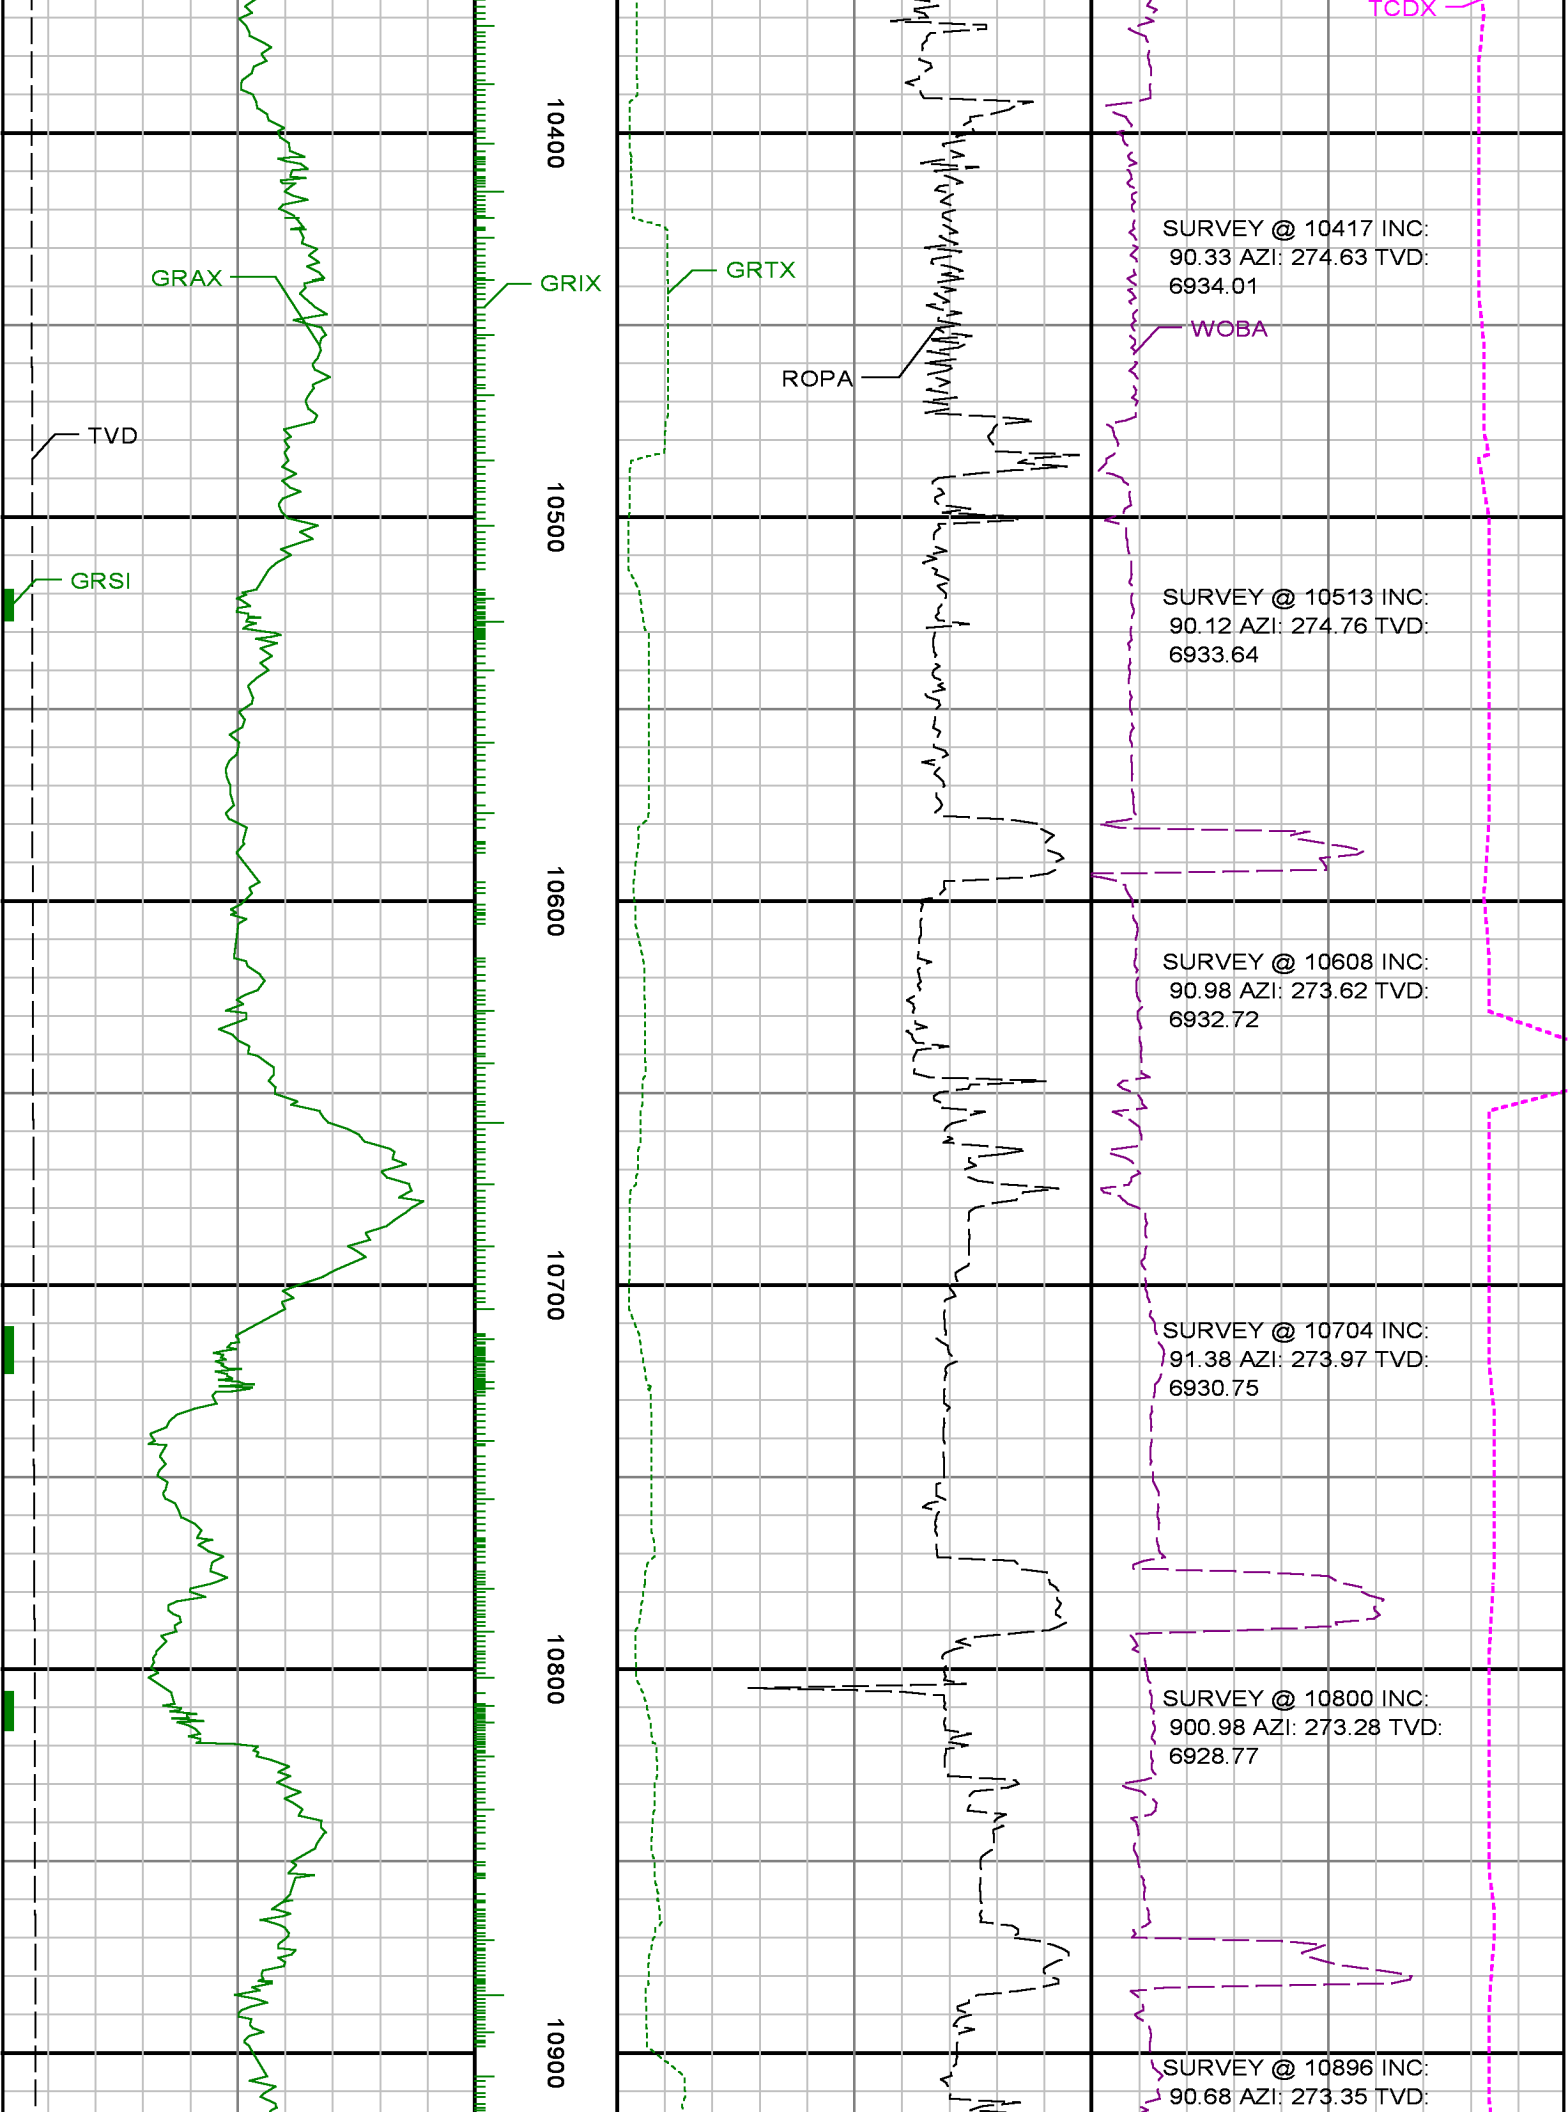 TCDX
10400
SURVEY @ 10417 INC:
90.33 AZI: 274.63 TVD:
6934.01
GRAX
GRIX
GRTX
WOBA
ROPA
TVD
10500
GRSI
SURVEY @ 10513 INC:
90.12 AZI: 274.76 TVD:
6933.64
10600
SURVEY @ 10608 INC:
90.98 AZI: 273.62 TVD:
6932.72
10700
SURVEY @ 10704 INC:
91.38 AZI: 273.97 TVD:
6930.75
10800
SURVEY @ 10800 INC:
900.98 AZI: 273.28 TVD:
6928.77
10900
SURVEY @ 10896 INC:
90.68 AZI: 273.35 TVD: